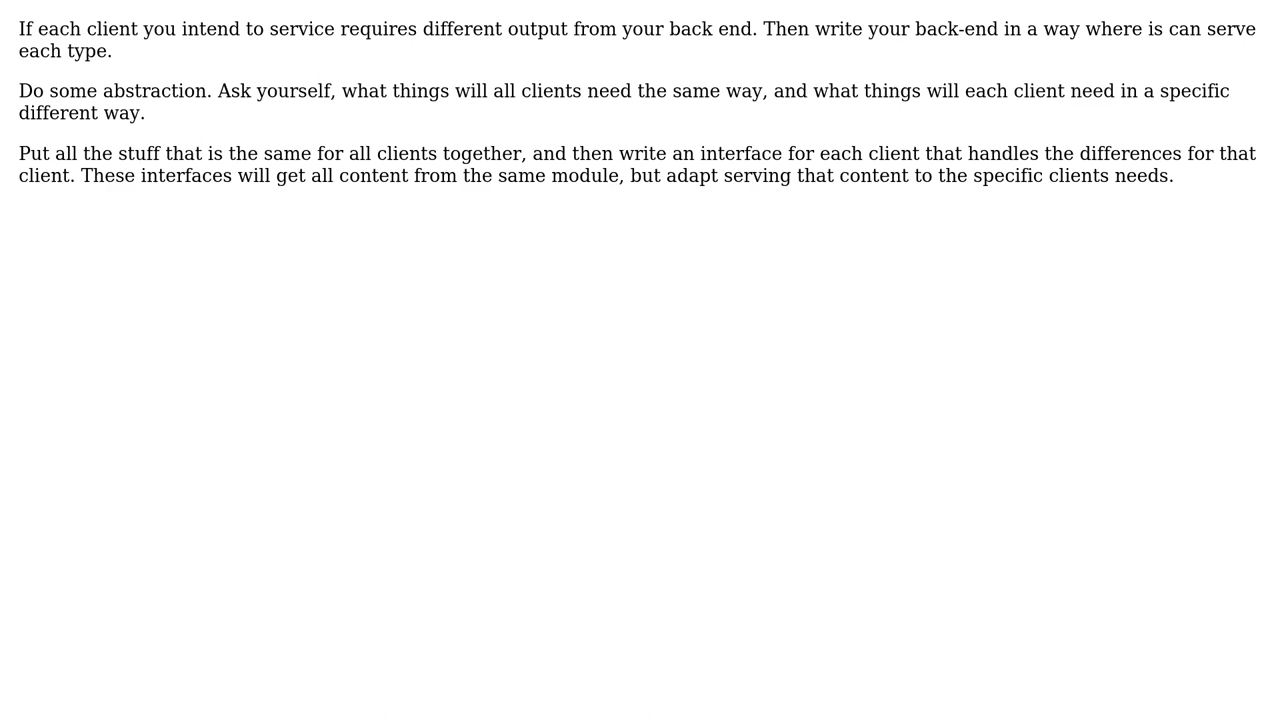 If each client you intend to service requires different output from your back end. Then write your back-end in a way where is can serve
each type.
Do some abstraction. Ask yourself, what things will all clients need the same way, and what things will each client need in a specific
different way.
Put all the stuff that is the same for all clients together, and then write an interface for each client that handles the differences for that
client. These interfaces will get all content from the same module, but adapt serving that content to the specific clients needs.